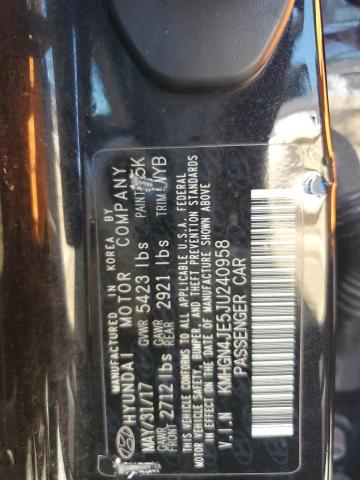 MANUFACTURED IN KOREA BY
HYUNDAI MOTOR COMPANY
MAY/31/17 GVWR 5423 lbs PAINT 5K
GAWR FRONT 2712 lbs GAWR REAR 2921 lbs TRIM YB
THIS VEHICLE CONFORMS TO ALL APPLICABLE U.S.A. FEDERAL
MOTOR VEHICLE SAFETY, BUMPER, AND THEFT PREVENTION STANDARDS
IN EFFECT ON THE DATE OF MANUFACTURE SHOWN ABOVE
V.I.N KMHGN4JE5JU240958
PASSENGER CAR